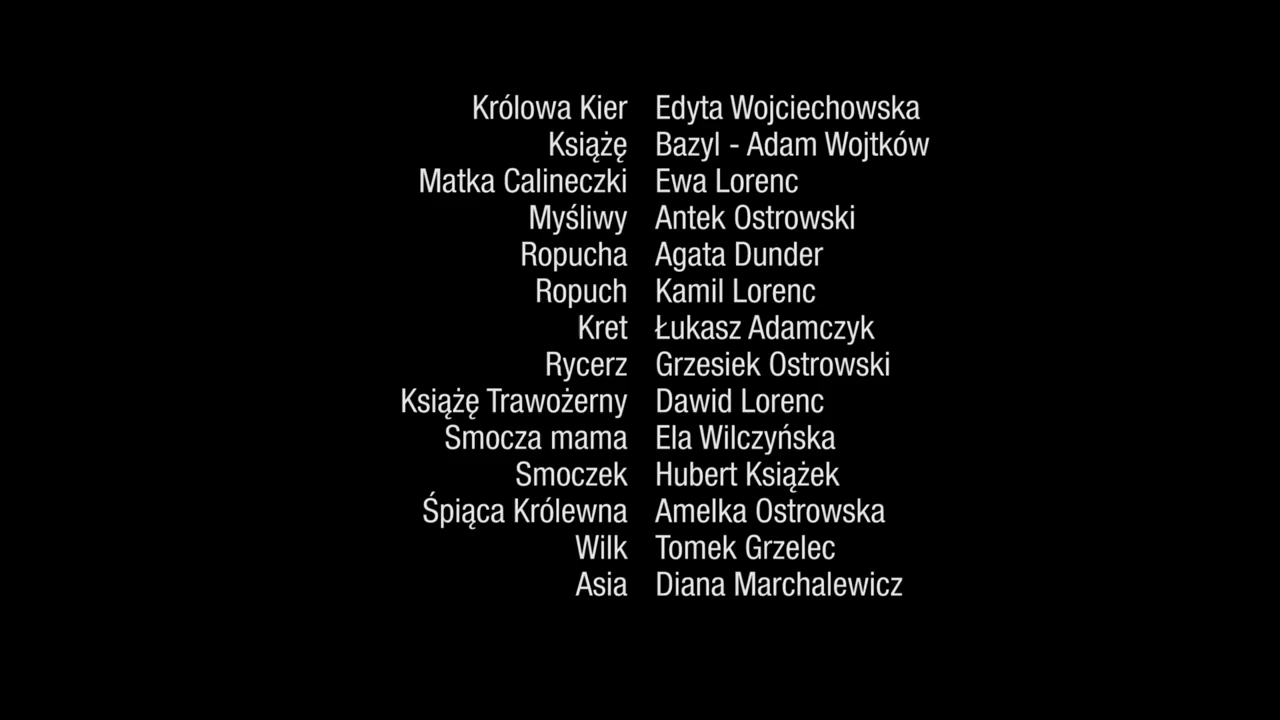 Królowa Kier Edyta Wojciechowska
Książę Bazyl - Adam Wojtków
Matka Calineczki Ewa Lorenc
Myśliwy Antek Ostrowski
Ropucha Agata Dunder
Ropuch Kamil Lorenc
Kret Łukasz Adamczyk
Rycerz Grzesiek Ostrowski
Książę Trawożerny Dawid Lorenc
Smocza mama Ela Wilczyńska
Smoczek Hubert Książek
Śpiąca Królewna Amelka Ostrowska
Wilk Tomek Grzelec
Asia Diana Marchalewicz